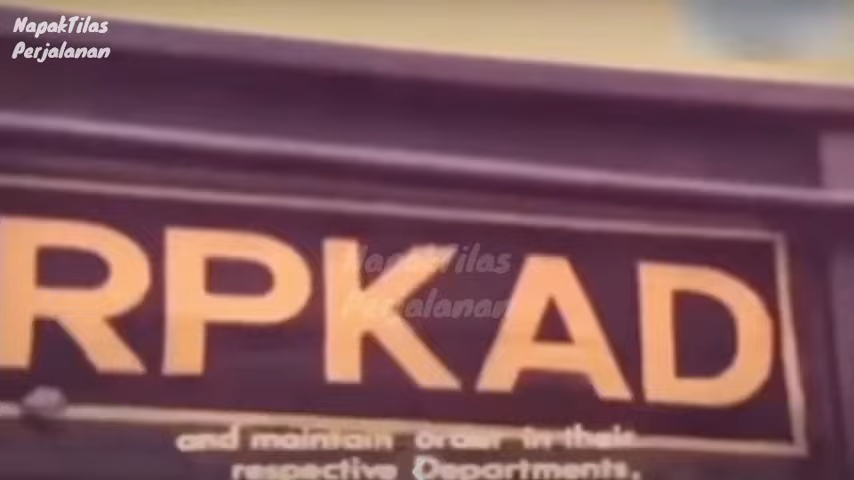 NapakTilas
Perjalanan
RPKAD
NapakTilas
Perjalanan
and maintain order in their
respective Departments.